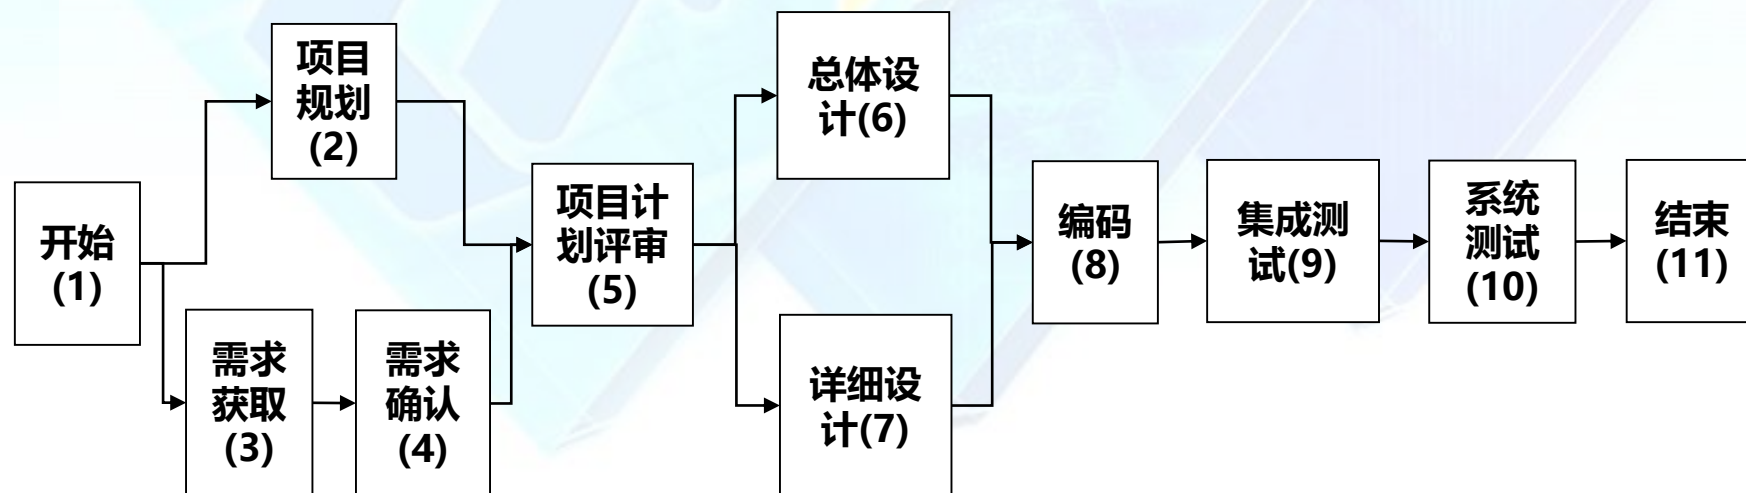 开始
(1)
项目
规划
(2)
需求
获取
(3)
需求
确认
(4)
项目计
划评审
(5)
总体设
计(6)
详细设
计(7)
编码
(8)
集成测
试(9)
系统
测试
(10)
结束
(11)